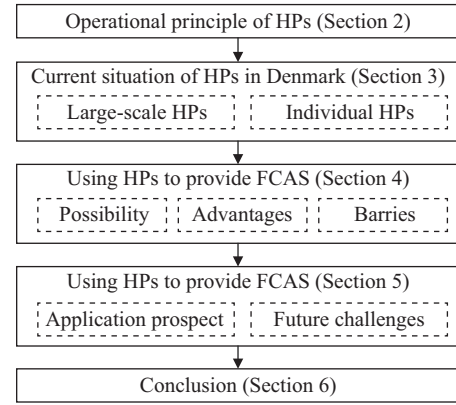 Operational principle of HPs (Section 2)
Current situation of HPs in Denmark (Section 3)
Large-scale HPs Individual HPs
Using HPs to provide FCAS (Section 4)
Possibility Advantages Barries
Using HPs to provide FCAS (Section 5)
Application prospect Future challenges
Conclusion (Section 6)